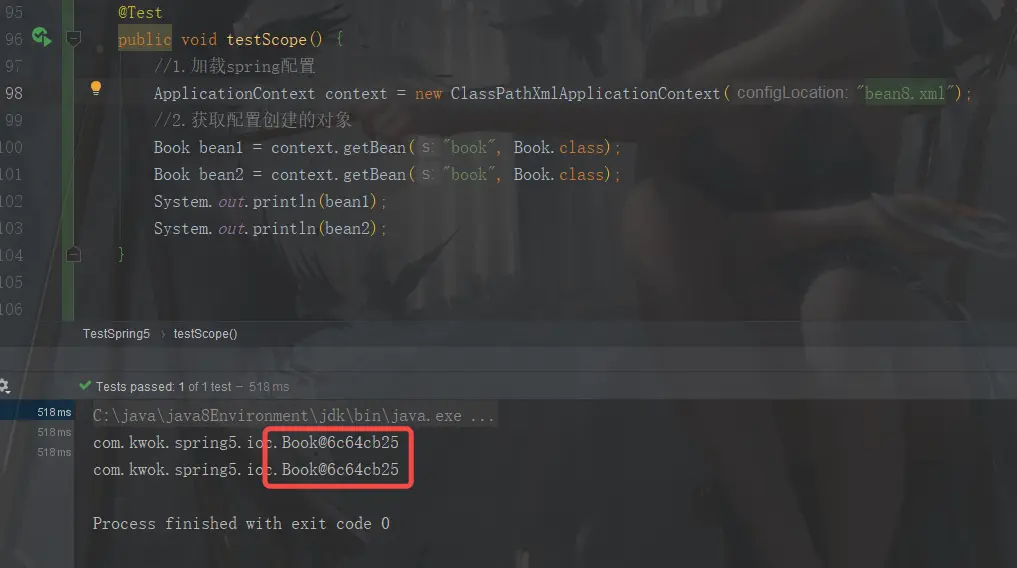 95 @Test
96 public void testScope() {
97 //1.加载spring配置
98 ApplicationContext context = new ClassPathXmlApplicationContext( configLocation: "bean8.xml");
99 //2.获取配置创建的对象
100 Book bean1 = context.getBean( s: "book", Book.class);
101 Book bean2 = context.getBean( s: "book", Book.class);
102 System.out.println(bean1);
103 System.out.println(bean2);
104 }
105
106
TestSpring5 › testScope()
Tests passed: 1 of 1 test – 518 ms
518 ms C:\java\java8Environment\jdk\bin\java.exe ...
518 ms com.kwok.spring5.ioc.Book@6c64cb25
518 ms com.kwok.spring5.ioc.Book@6c64cb25
Process finished with exit code 0